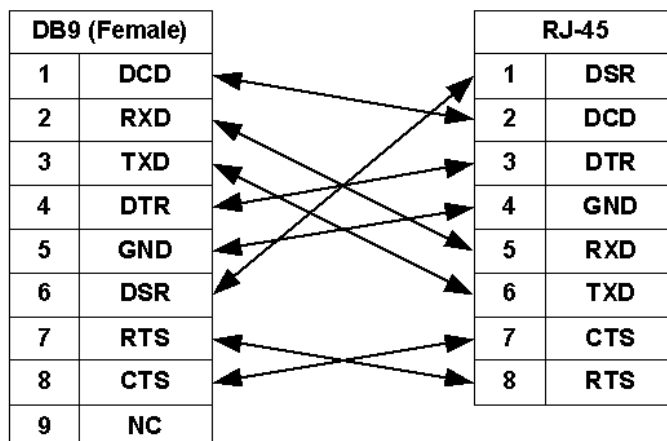 DB9 (Female) RJ-45
1 DCD 1 DSR
2 RXD 2 DCD
3 TXD 3 DTR
4 DTR 4 GND
5 GND 5 RXD
6 DSR 6 TXD
7 RTS 7 CTS
8 CTS 8 RTS
9 NC